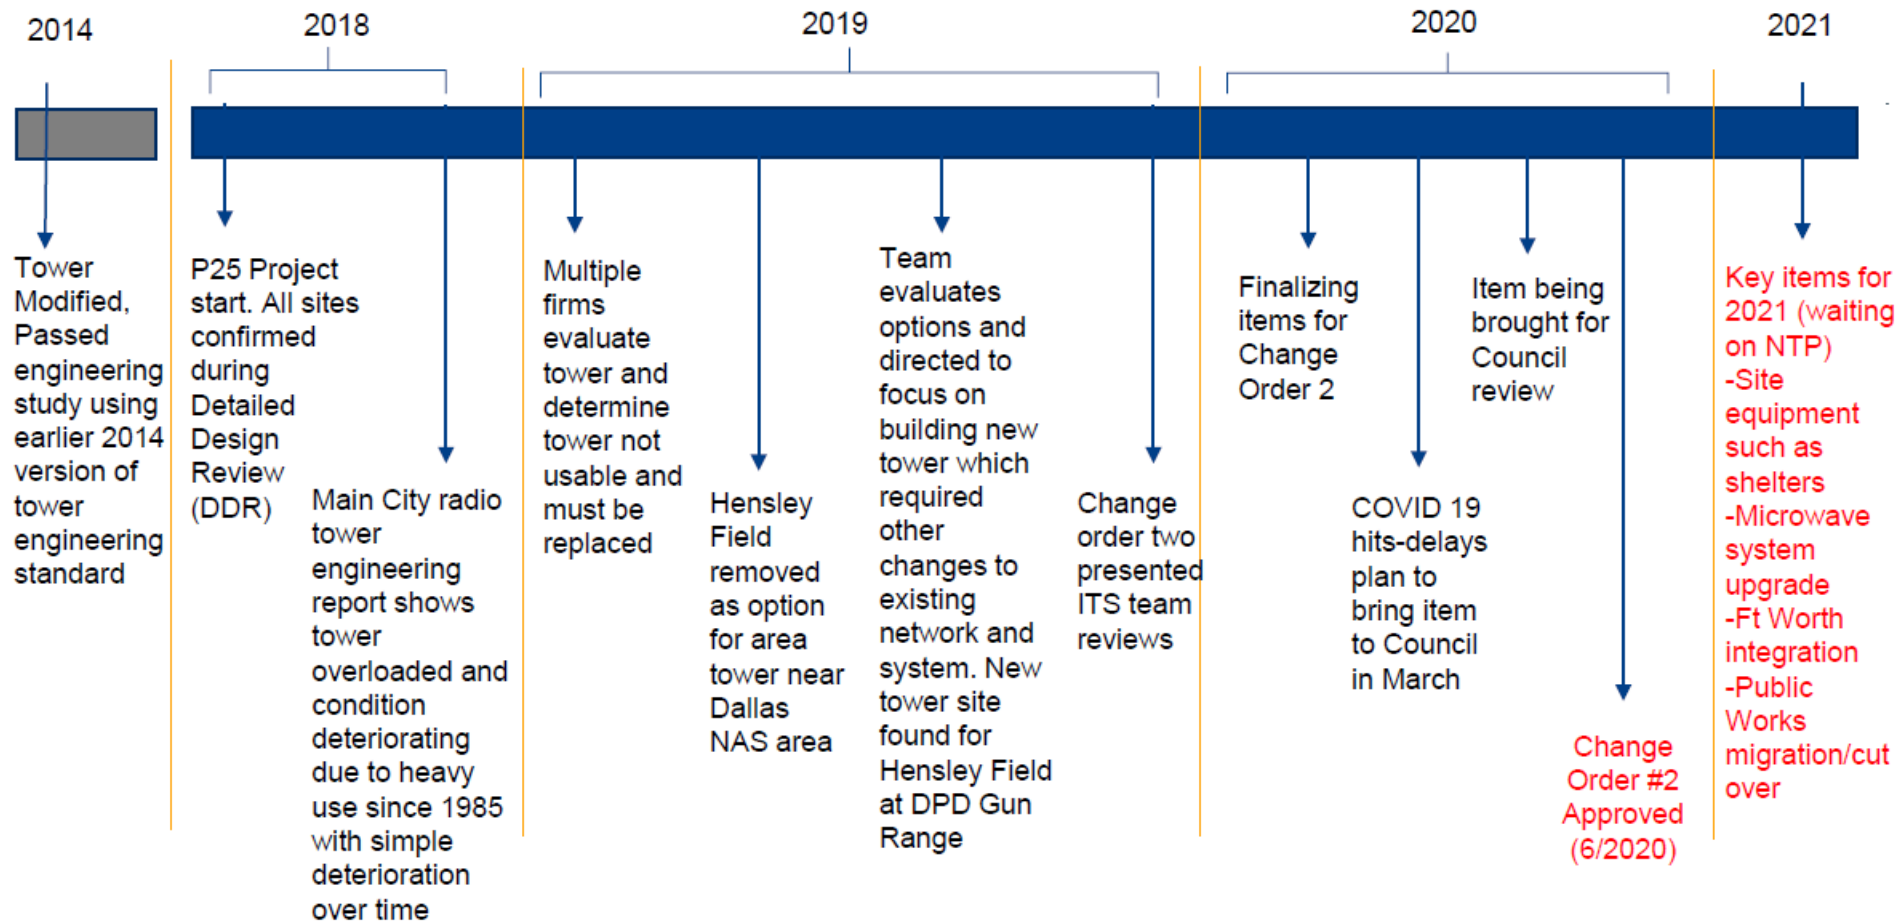 2014
2018
2019
2020
2021
Tower
Modified,
Passed
engineering
study using
earlier 2014
version of
tower
engineering
standard
P25 Project
start. All sites
confirmed
during
Detailed
Design
Review
(DDR)
Main City radio
tower
engineering
report shows
tower
overloaded and
condition
deteriorating
due to heavy
use since 1985
with simple
deterioration
over time
Multiple
firms
evaluate
tower and
determine
tower not
usable and
must be
replaced
Hensley
Field
removed
as option
for area
tower near
Dallas
NAS area
Team
evaluates
options and
directed to
focus on
building new
tower which
required
other
changes to
existing
network and
system. New
tower site
found for
Hensley Field
at DPD Gun
Range
Change
order two
presented
ITS team
reviews
Finalizing
items for
Change
Order 2
COVID 19
hits-delays
plan to
bring item
to Council
in March
Item being
brought for
Council
review
Change
Order #2
Approved
(6/2020)
Key items for
2021 (waiting
on NTP)
-Site
equipment
such as
shelters
-Microwave
system
upgrade
-Ft Worth
integration
-Public
Works
migration/cut
over